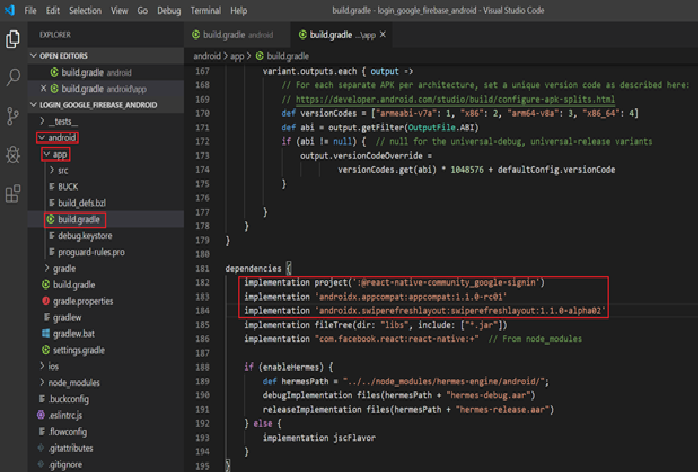 File Edit Selection View Go Debug Terminal Help
build.gradle - login_google_firebase_android - Visual Studio Code
EXPLORER
OPEN EDITORS
build.gradle android
X build.gradle android\app
LOGIN_GOOGLE_FIREBASE_ANDROID
__tests__
android
app
src
BUCK
build_defs.bzl
build.gradle
debug.keystore
proguard-rules.pro
gradle
build.gradle
gradle.properties
gradlew
gradlew.bat
settings.gradle
ios
node_modules
.buckconfig
.eslintrc.js
.flowconfig
.gitattributes
.gitignore
build.gradle android
build.gradle ...\app X
android > app > build.gradle
167 variant.outputs.each { output ->
168 // For each separate APK per architecture, set a unique version code as described here:
169 // https://developer.android.com/studio/build/configure-apk-splits.html
170 def versionCodes = ["armeabi-v7a": 1, "x86": 2, "arm64-v8a": 3, "x86_64": 4]
171 def abi = output.getFilter(OutputFile.ABI)
172 if (abi != null) { // null for the universal-debug, universal-release variants
173 output.versionCodeOverride =
174 versionCodes.get(abi) * 1048576 + defaultConfig.versionCode
175 }
176
177 }
178 }
179 }
180
181 dependencies {
182 implementation project(':@react-native-community_google-signin')
183 implementation 'androidx.appcompat:appcompat:1.1.0-rc01'
184 implementation 'androidx.swiperefreshlayout:swiperefreshlayout:1.1.0-alpha02'
185 implementation fileTree(dir: "libs", include: ["*.jar"])
186 implementation "com.facebook.react:react-native:+" // From node_modules
187
188 if (enableHermes) {
189 def hermesPath = "../../node_modules/hermes-engine/android/";
190 debugImplementation files(hermesPath + "hermes-debug.aar")
191 releaseImplementation files(hermesPath + "hermes-release.aar")
192 } else {
193 implementation jscFlavor
194 }
195 }